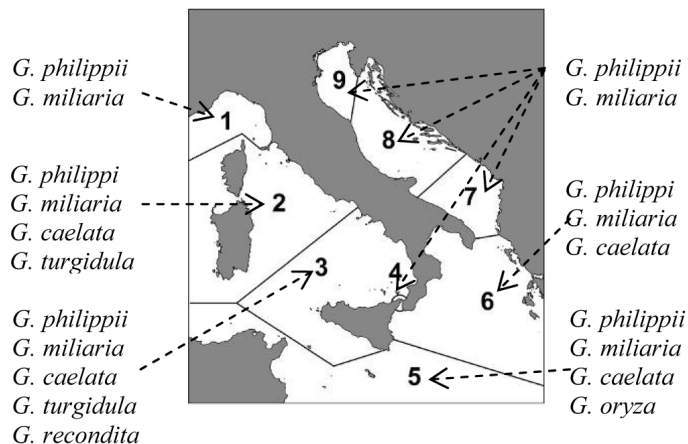 G. philippii
G. miliaria
G. philippi
G. miliaria
G. caelata
G. turgidula
G. philippii
G. miliaria
G. caelata
G. turgidula
G. recondita
1
2
3
4
5
6
7
8
9
G. philippii
G. miliaria
G. philippi
G. miliaria
G. caelata
G. philippii
G. miliaria
G. caelata
G. oryza